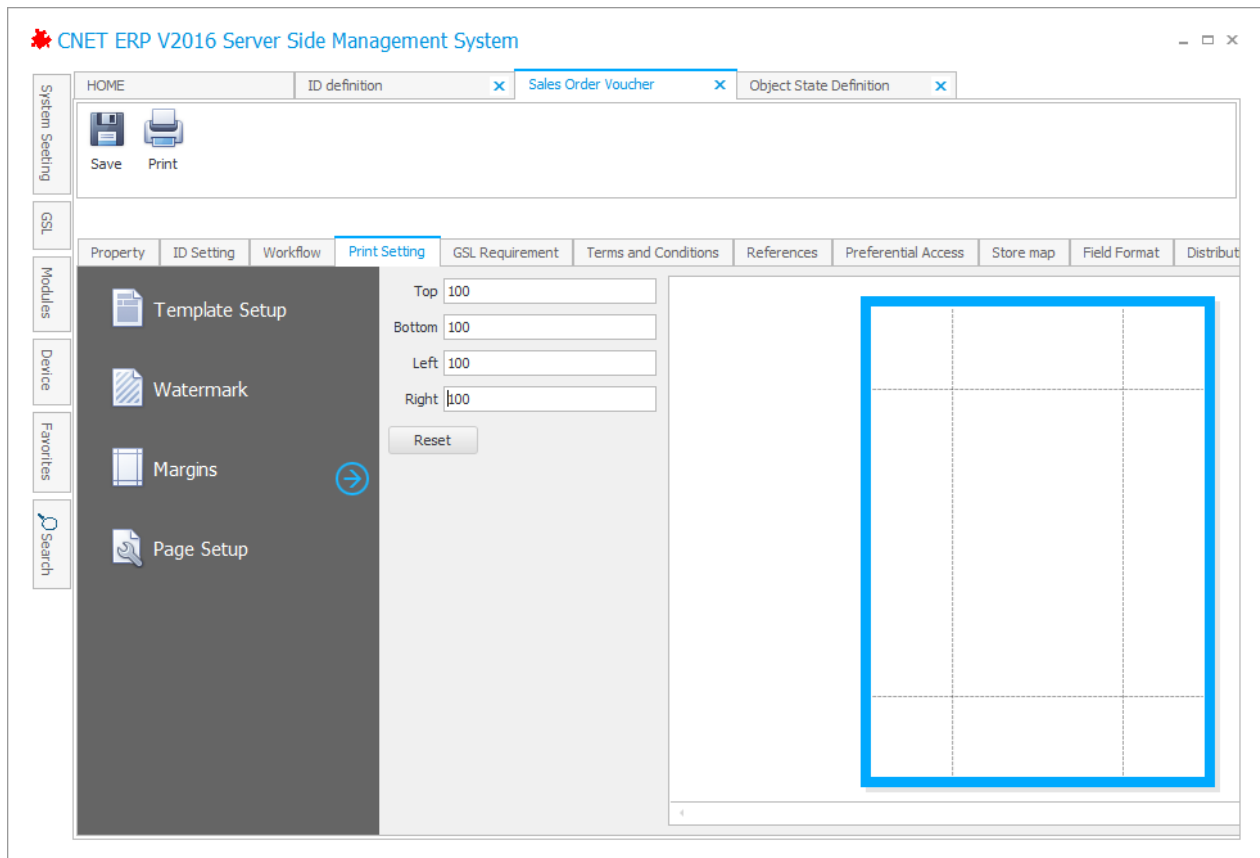 CNET ERP V2016 Server Side Management System
HOME
ID definition
Sales Order Voucher
Object State Definition
Save
Print
System Seeting
GSL
Modules
Device
Favorites
Search
Property
ID Setting
Workflow
Print Setting
GSL Requirement
Terms and Conditions
References
Preferential Access
Store map
Field Format
Distribut
Template Setup
Watermark
Margins
Page Setup
Top 100
Bottom 100
Left 100
Right 100
Reset